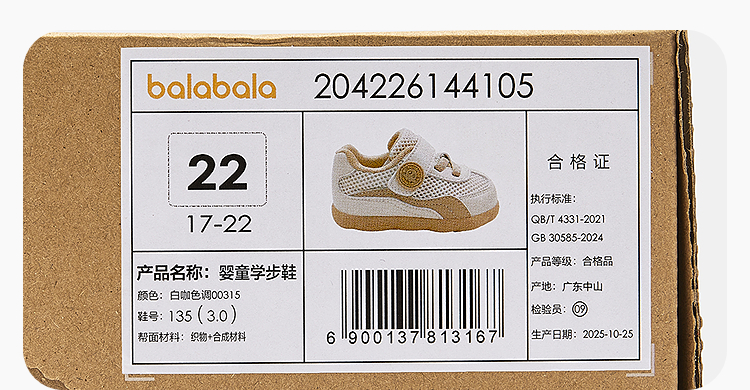 balabala 204226144105
22
17-22
合格证
执行标准：
QB/T 4331-2021
GB 30585-2024
产品等级：合格品
产地：广东中山
检验员：09
生产日期：2025-10-25
产品名称：婴童学步鞋
颜色：白咖色调00315
鞋号：135（3.0）
帮面材料：织物+合成材料
6 900137 813167